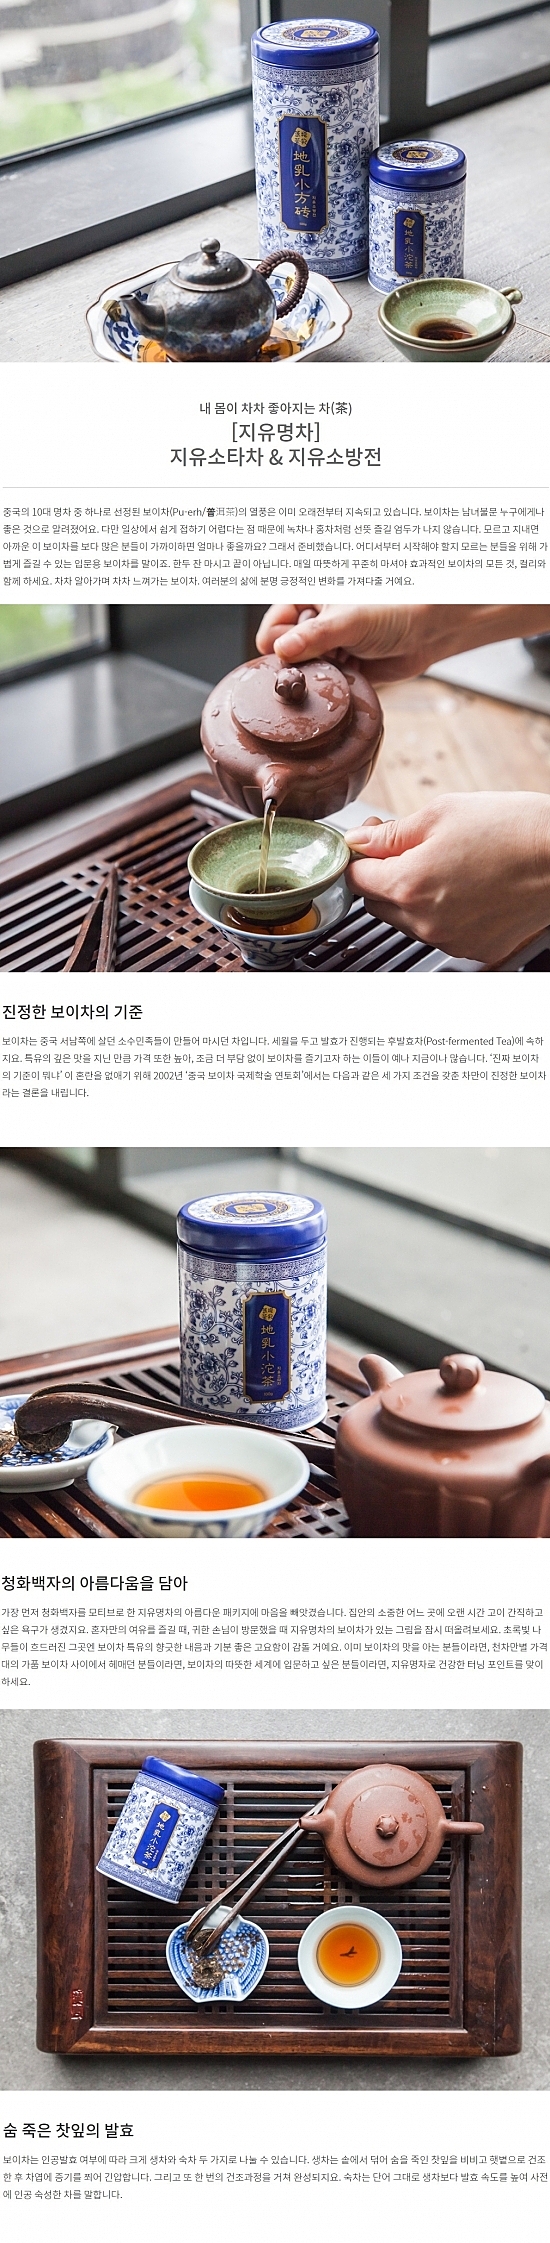 地乳小方砖
地乳小沱茶
내 몸이 차차 좋아지는 차(茶)
[지유명차]
지유소타차 & 지유소방전
중국의 10대 명차 중 하나로 선정된 보이차(Pu-erh/普洱茶)의 열풍은 이미 오래전부터 지속되고 있습니다. 보이차는 남녀불문 누구에게나
좋은 것으로 알려졌어요. 다만 일상에서 쉽게 접하기 어렵다는 점 때문에 녹차나 홍차처럼 선뜻 즐길 엄두가 나지 않습니다. 모르고 지내면
아까운 이 보이차를 보다 많은 분들이 가까이하면 얼마나 좋을까요? 그래서 준비했습니다. 어디서부터 시작해야 할지 모르는 분들을 위해 가
볍게 즐길 수 있는 입문용 보이차를 말이죠. 한두 잔 마시고 끝이 아닙니다. 매일 따뜻하게 꾸준히 마셔야 효과적인 보이차의 모든 것, 컬리와
함께 하세요. 차차 알아가며 차차 느껴가는 보이차. 여러분의 삶에 분명 긍정적인 변화를 가져다줄 거예요.
진정한 보이차의 기준
보이차는 중국 서남쪽에 살던 소수민족들이 만들어 마시던 차입니다. 세월을 두고 발효가 진행되는 후발효차(Post-fermented Tea)에 속하
지요. 특유의 깊은 맛을 지닌 만큼 가격 또한 높아, 조금 더 부담 없이 보이차를 즐기고자 하는 이들이 예나 지금이나 많습니다. ‘진짜 보이차
의 기준이 뭐냐’ 이 혼란을 없애기 위해 2002년 ‘중국 보이차 국제학술 연토회’에서는 다음과 같은 세 가지 조건을 갖춘 차만이 진정한 보이차
라는 결론을 내립니다.
地乳小沱茶
청화백자의 아름다움을 담아
가장 먼저 청화백자를 모티브로 한 지유명차의 아름다운 패키지에 마음을 빼앗겼습니다. 집안의 소중한 어느 곳에 오랜 시간 고이 간직하고
싶은 욕구가 생겼지요. 혼자만의 여유를 즐길 때, 귀한 손님이 방문했을 때 지유명차의 보이차가 있는 그림을 잠시 떠올려보세요. 초록빛 나
무들이 흐드러진 그곳엔 보이차 특유의 향긋한 내음과 기분 좋은 고요함이 감돌 거예요. 이미 보이차의 맛을 아는 분들이라면, 천차만별 가격
대의 가품 보이차 사이에서 헤매던 분들이라면, 보이자의 따뜻한 세계에 입문하고 싶은 분들이라면, 지유명차로 건강한 터닝 포인트를 맞이
하세요.
地乳小沱茶
숨 죽은 찻잎의 발효
보이차는 인공발효 여부에 따라 크게 생차와 숙차 두 가지로 나눌 수 있습니다. 생차는 솥에서 덖어 숨을 죽인 찻잎을 비비고 햇볕으로 건조
한 후 차엽에 증기를 쬐어 긴압합니다. 그리고 또 한 번의 건조과정을 거쳐 완성되지요. 숙차는 단어 그대로 생차보다 발효 속도를 높여 사전
에 인공 숙성한 차를 말합니다.